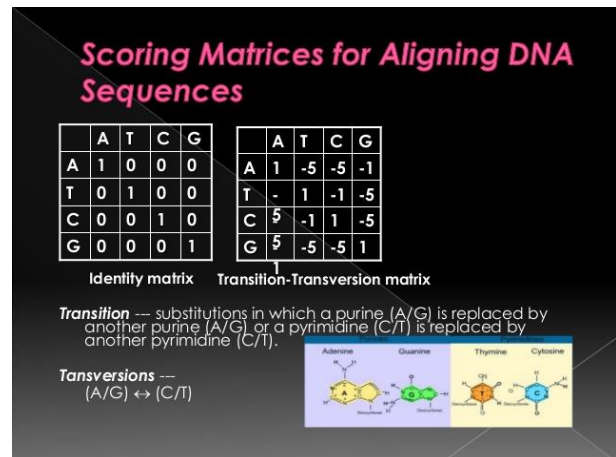 Scoring Matrices for Aligning DNA
Sequences
A T C G
A 1 0 0 0
T 0 1 0 0
C 0 0 1 0
G 0 0 0 1
Identity matrix
A T C G
A 1 -5 -5 -1
T - 1 -1 -5
C 5 -1 1 -5
G 5 -5 -5 1
1
Transition-Transversion matrix
Transition --- substitutions in which a purine (A/G) is replaced by
another purine (A/G) or a pyrimidine (C/T) is replaced by
another pyrimidine (C/T).
Tansversions ---
(A/G) ↔ (C/T)
Purines
Pyrimidines
Adenine
Guanine
Thymine
Cytosine
A
G
T
C